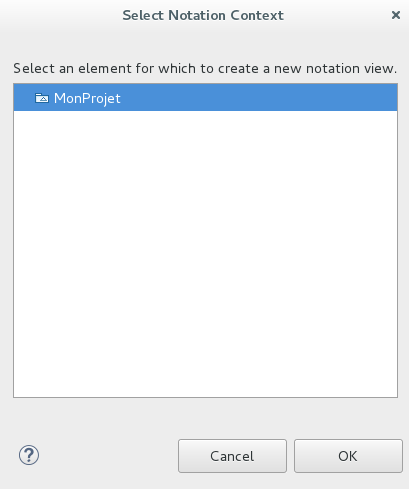 Select Notation Context
Select an element for which to create a new notation view.
MonProjet
Cancel
OK